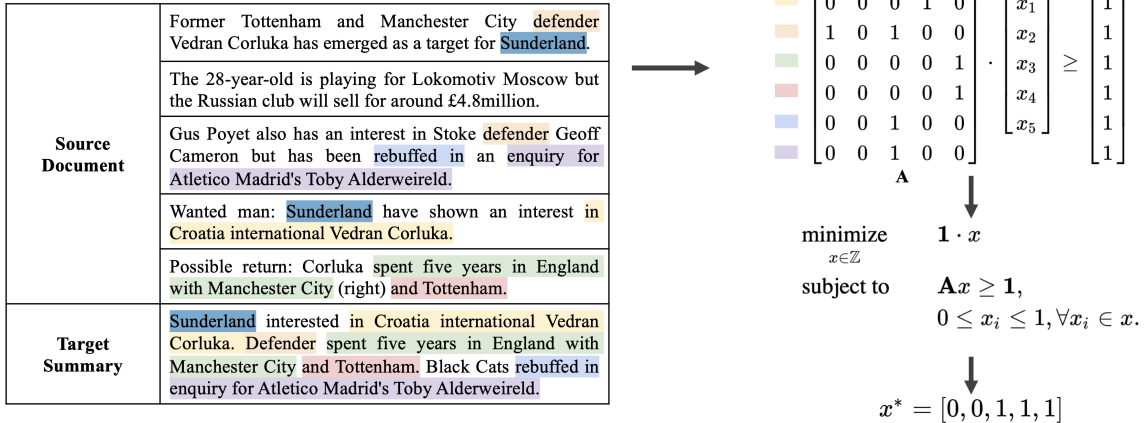 Former Tottenham and Manchester City defender
Vedran Corluka has emerged as a target for Sunderland.
The 28-year-old is playing for Lokomotiv Moscow but
the Russian club will sell for around £4.8million.
Source
Document
Gus Poyet also has an interest in Stoke defender Geoff
Cameron but has been rebuffed in an enquiry for
Atletico Madrid's Toby Alderweireld.
Wanted man: Sunderland have shown an interest in
Croatia international Vedran Corluka.
Possible return: Corluka spent five years in England
with Manchester City (right) and Tottenham.
Target
Summary
Sunderland interested in Croatia international Vedran
Corluka. Defender spent five years in England with
Manchester City and Tottenham. Black Cats rebuffed in
enquiry for Atletico Madrid's Toby Alderweireld.
0 0 0 1 0 x₁ 1
1 0 1 0 0 x₂ 1
0 0 0 0 1 · x₃ ≥ 1
0 0 0 0 1 x₄ 1
0 0 1 0 0 x₅ 1
0 0 1 0 0 1
A
minimize 1 · x
x∈ℤ
subject to Ax ≥ 1,
0 ≤ xᵢ ≤ 1, ∀xᵢ ∈ x.
x* = [0, 0, 1, 1, 1]